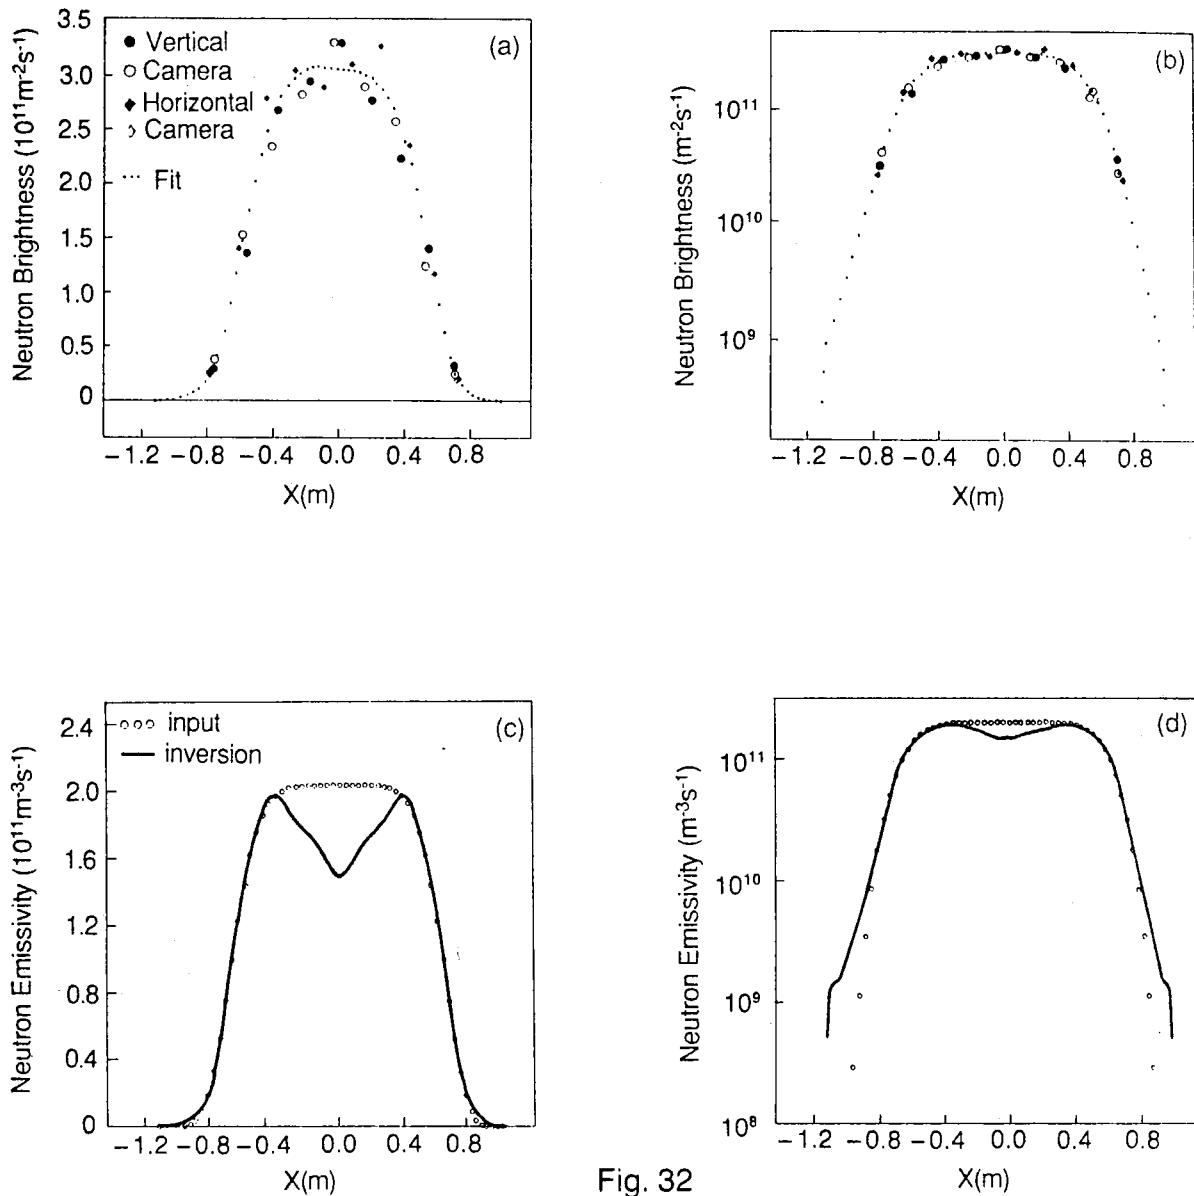 3.5
3.0
2.5
3.0
1.5
1.0
0.5
0
Neutron Brightness (10¹¹m⁻²s⁻¹)
Vertical
Camera
Horizontal
Camera
Fit
(a)
−1.2 −0.8 −0.4 0.0 0.4 0.8
X(m)
(b)
10¹¹
10¹⁰
10⁹
Neutron Brightness (m⁻²s⁻¹)
−1.2 −0.8 −0.4 0.0 0.4 0.8
X(m)
2.4
2.0
1.6
1.2
0.8
0.4
0
Neutron Emissivity (10¹¹m⁻³s⁻¹)
input
inversion
(c)
−1.2 −0.8 −0.4 0.0 0.4 0.8
X(m)
(d)
10¹¹
10¹⁰
10⁹
10⁸
Neutron Emissivity (m⁻³s⁻¹)
−1.2 −0.8 −0.4 0.0 0.4 0.8
X(m)
Fig. 32